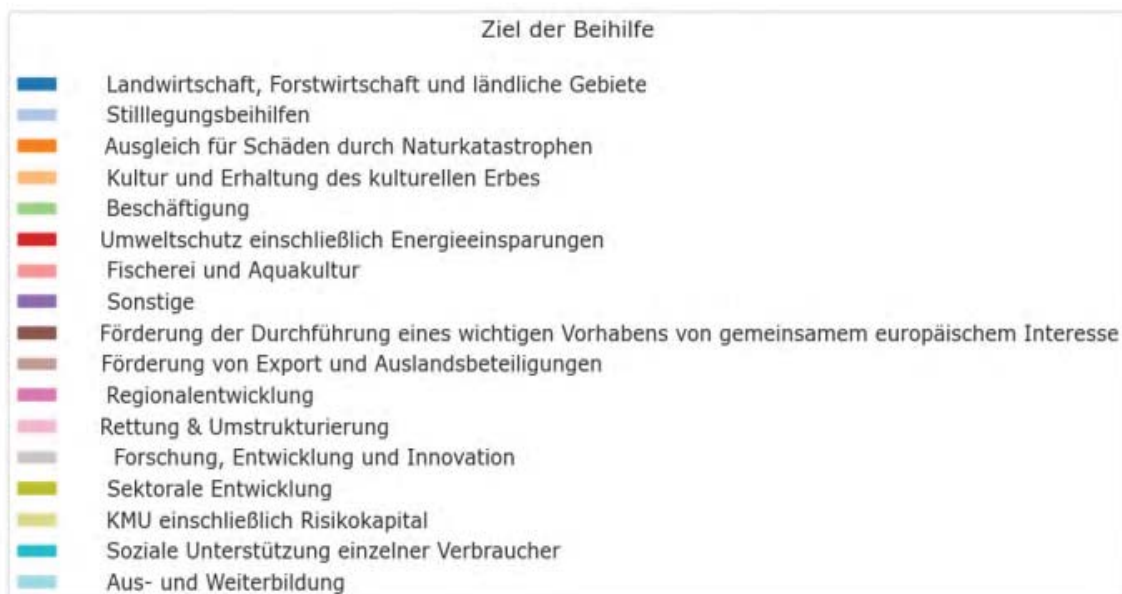 Ziel der Beihilfe
Landwirtschaft, Forstwirtschaft und ländliche Gebiete
Stilllegungsbeihilfen
Ausgleich für Schäden durch Naturkatastrophen
Kultur und Erhaltung des kulturellen Erbes
Beschäftigung
Umweltschutz einschließlich Energieeinsparungen
Fischerei und Aquakultur
Sonstige
Förderung der Durchführung eines wichtigen Vorhabens von gemeinsamem europäischem Interesse
Förderung von Export und Auslandsbeteiligungen
Regionalentwicklung
Rettung & Umstrukturierung
Forschung, Entwicklung und Innovation
Sektorale Entwicklung
KMU einschließlich Risikokapital
Soziale Unterstützung einzelner Verbraucher
Aus- und Weiterbildung